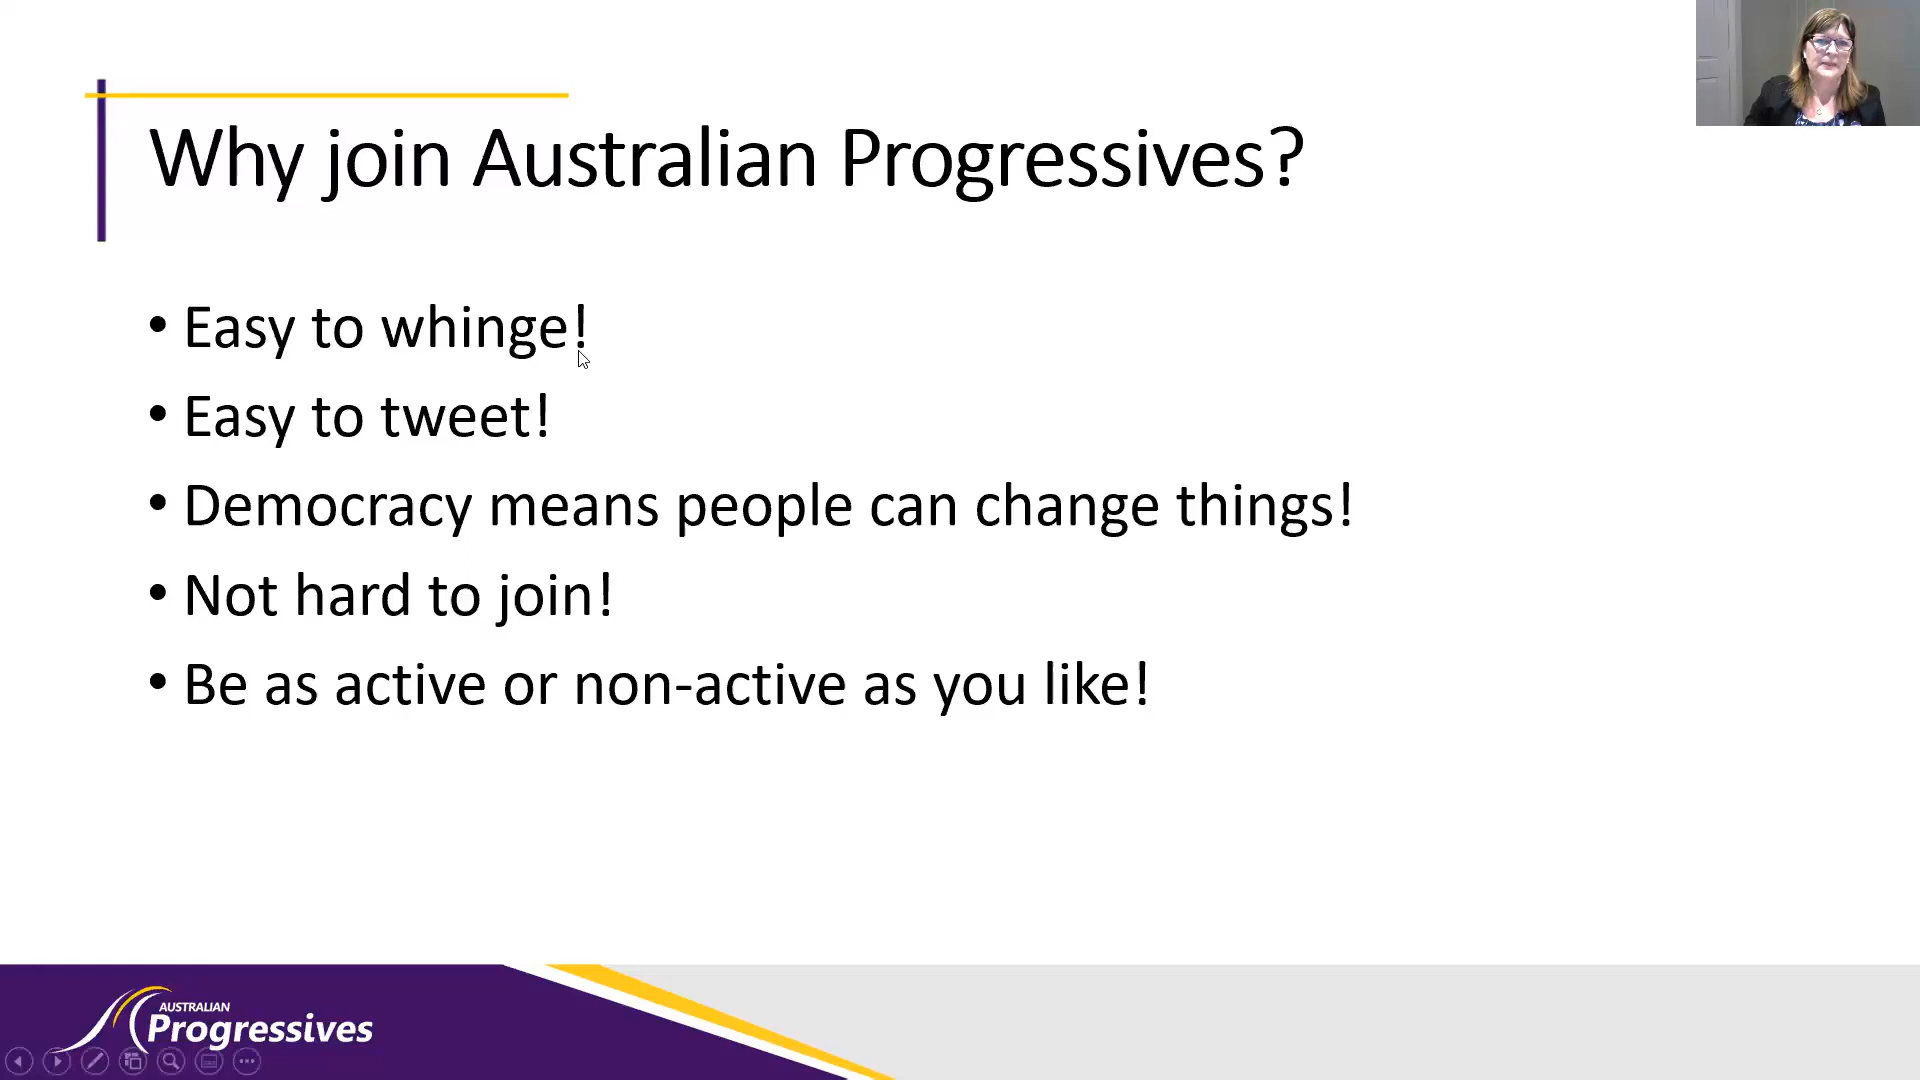 Why join Australian Progressives?
• Easy to whinge!
• Easy to tweet!
• Democracy means people can change things!
• Not hard to join!
• Be as active or non-active as you like!
AUSTRALIAN
Progressives